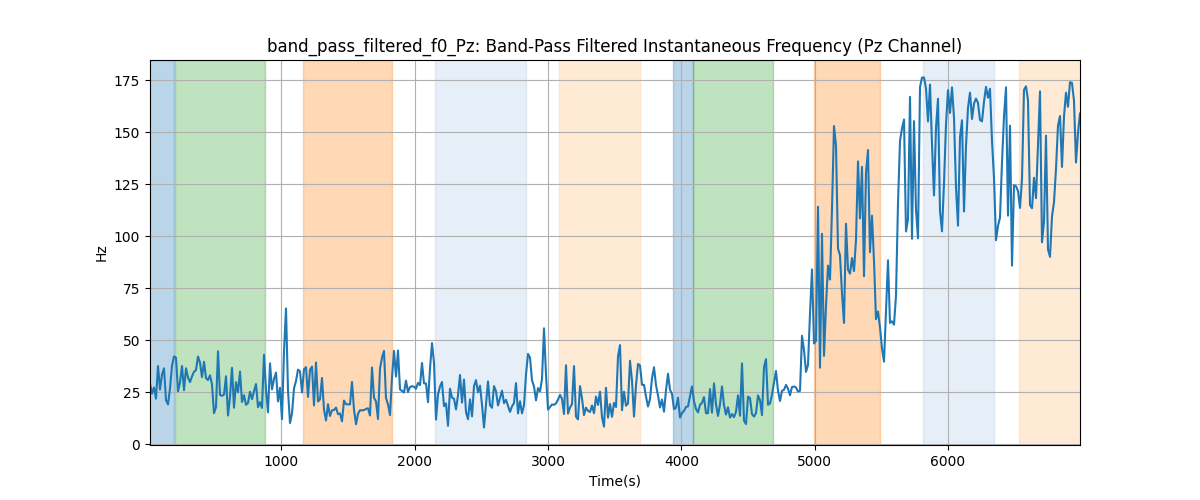 band_pass_filtered_f0_Pz: Band-Pass Filtered Instantaneous Frequency (Pz Channel)
175
150
125
100
75
50
25
0
Hz
1000 2000 3000 4000 5000 6000
Time(s)